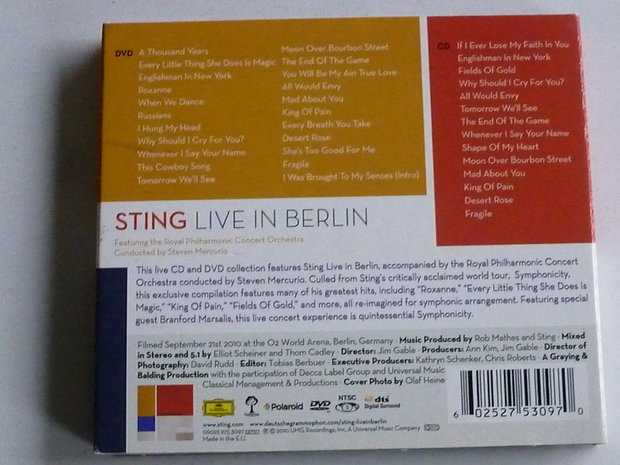 DVD
A Thousand Years
Every Little Thing She Does Is Magic
Englishman In New York
Roxanne
When We Dance
Russians
I Hung My Head
Why Should I Cry For You?
Whenever I Say Your Name
This Cowboy Song
Tomorrow We'll See
Moon Over Bourbon Street
The End Of The Game
You Will Be My Ain True Love
All Would Envy
Mad About You
King Of Pain
Every Breath You Take
Desert Rose
She's Too Good For Me
Fragile
I Was Brought To My Senses (Intro)
CD
If I Ever Lose My Faith In You
Englishman In New York
Fields Of Gold
Why Should I Cry For You?
All Would Envy
Tomorrow We'll See
The End Of The Game
Whenever I Say Your Name
Shape Of My Heart
Moon Over Bourbon Street
Mad About You
King Of Pain
Desert Rose
Fragile
STING LIVE IN BERLIN
Featuring the Royal Philharmonic Concert Orchestra
Conducted by Steven Mercurio
This live CD and DVD collection features Sting Live in Berlin, accompanied by the Royal Philharmonic Concert
Orchestra conducted by Steven Mercurio. Culled from Sting's critically acclaimed world tour, Symphonicity,
this exclusive compilation features many of his greatest hits, including "Roxanne," "Every Little Thing She Does Is
Magic," "King Of Pain," "Fields Of Gold," and more, all re-imagined for symphonic arrangement. Featuring special
guest Branford Marsalis, this live concert experience is quintessential Symphonicity.
Filmed September 21st 2010 at the O2 World Arena, Berlin, Germany • Music Produced by Rob Mathes and Sting • Mixed
in Stereo and 5.1 by Elliot Scheiner and Thom Cadley • Director: Jim Gable • Producers: Ann Kim, Jim Gable • Director of
Photography: David Rudd • Editor: Tobias Berbuer • Executive Producers: Kathryn Schenker, Chris Roberts • A Graying &
Balding Production with the participation of Decca Label Group and Universal Music
Classical Management & Productions • Cover Photo by Olaf Heine
Polaroid
DVD
NTSC
dts
Digital Surround
www.sting.com www.deutschegrammophon.com/sting-liveinberlin
℗ © 2010 UMG Recordings, Inc. A Universal Music Company
Made in the E.U.
6 02527 53097 0